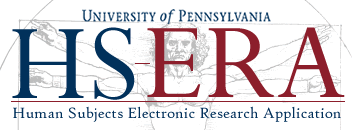 University of Pennsylvania
HS-ERA
Human Subjects Electronic Research Application